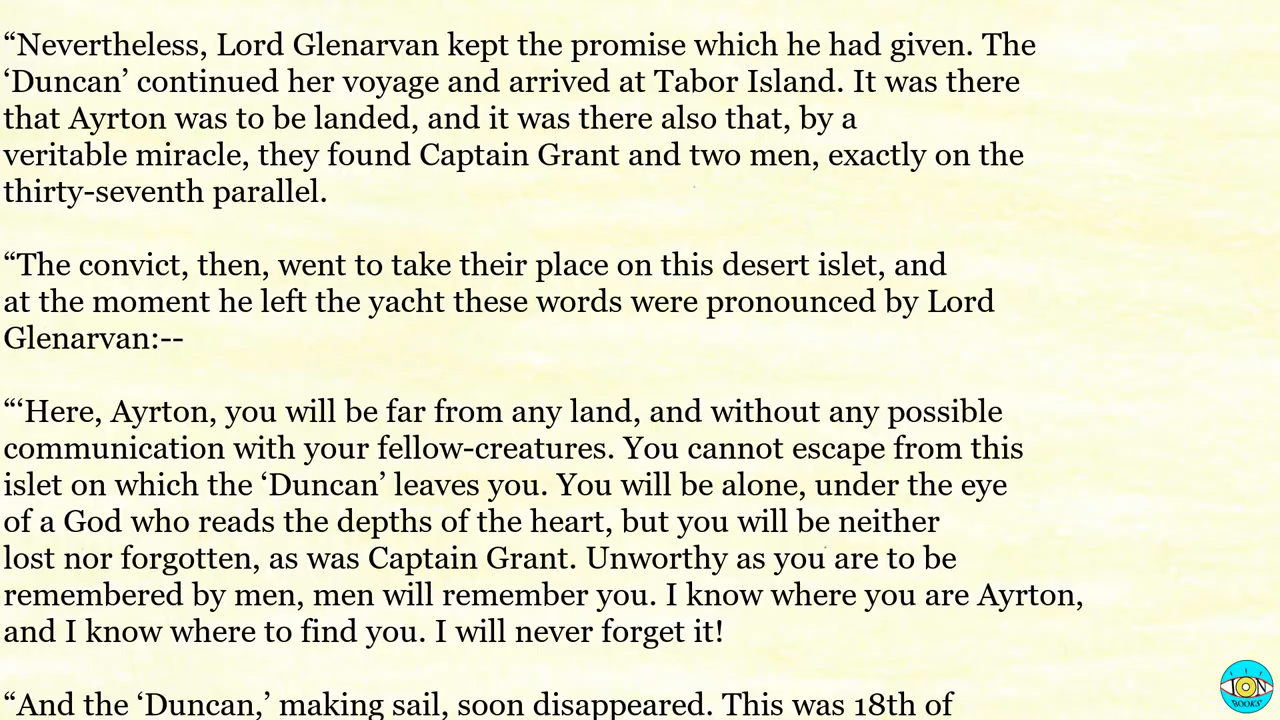 “Nevertheless, Lord Glenarvan kept the promise which he had given. The
‘Duncan’ continued her voyage and arrived at Tabor Island. It was there
that Ayrton was to be landed, and it was there also that, by a
veritable miracle, they found Captain Grant and two men, exactly on the
thirty-seventh parallel.
“The convict, then, went to take their place on this desert islet, and
at the moment he left the yacht these words were pronounced by Lord
Glenarvan:--
“‘Here, Ayrton, you will be far from any land, and without any possible
communication with your fellow-creatures. You cannot escape from this
islet on which the ‘Duncan’ leaves you. You will be alone, under the eye
of a God who reads the depths of the heart, but you will be neither
lost nor forgotten, as was Captain Grant. Unworthy as you are to be
remembered by men, men will remember you. I know where you are Ayrton,
and I know where to find you. I will never forget it!
“And the ‘Duncan,’ making sail, soon disappeared. This was 18th of
ION
BOOKS